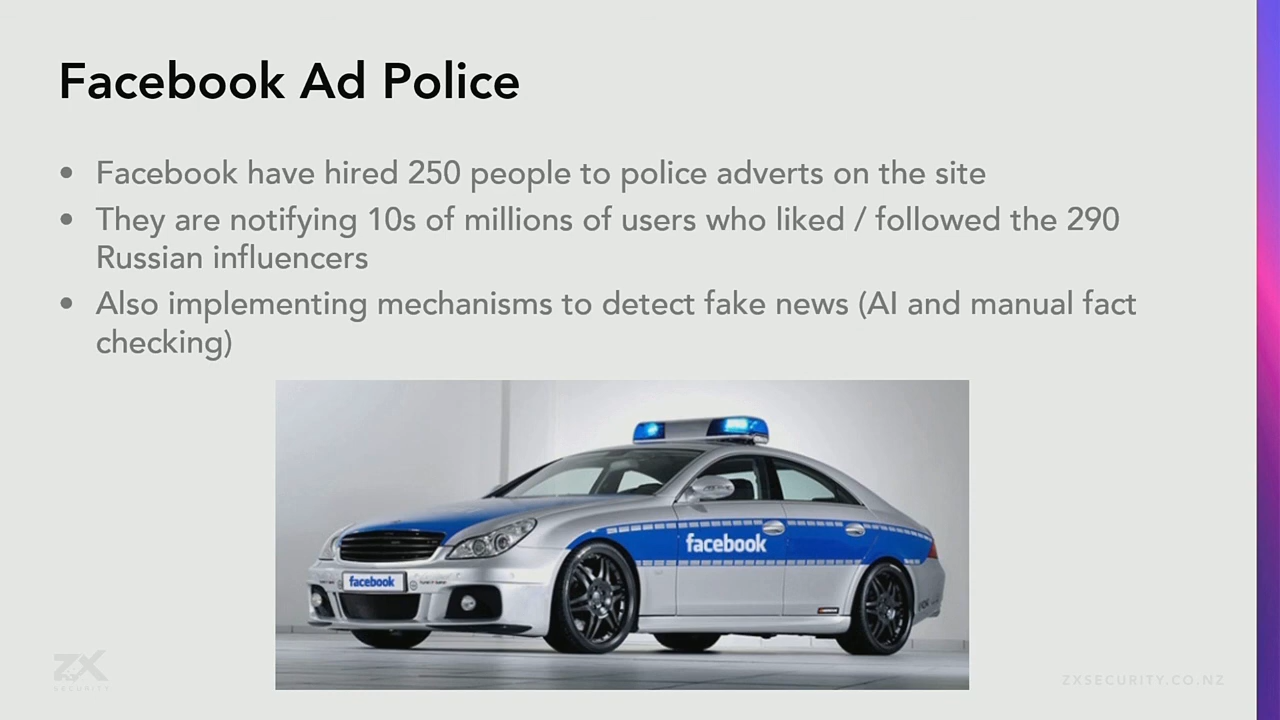 Facebook Ad Police
• Facebook have hired 250 people to police adverts on the site
• They are notifying 10s of millions of users who liked / followed the 290
Russian influencers
• Also implementing mechanisms to detect fake news (AI and manual fact
checking)
facebook
facebook
ZX
SECURITY
ZXSECURITY.CO.NZ